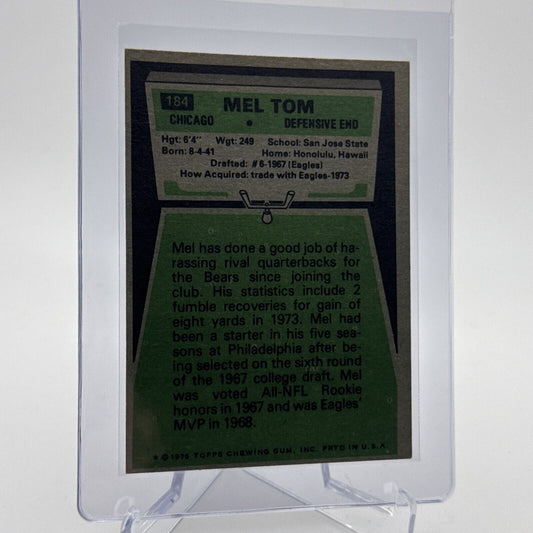 184 MEL TOM
CHICAGO • DEFENSIVE END
Hgt: 6'4" Wgt: 249 School: San Jose State
Born: 8-4-41 Home: Honolulu, Hawaii
Drafted: #6-1967 (Eagles)
How Acquired: trade with Eagles-1973
Mel has done a good job of ha-
rassing rival quarterbacks for
the Bears since joining the
club. His statistics include 2
fumble recoveries for gain of
eight yards in 1973. Mel had
been a starter in his five sea-
sons at Philadelphia after be-
ing selected on the sixth round
of the 1967 college draft. Mel
was voted All-NFL Rookie
honors in 1967 and was Eagles'
MVP in 1968.
★ © 1975 TOPPS CHEWING GUM, INC. PRTD IN U.S.A.